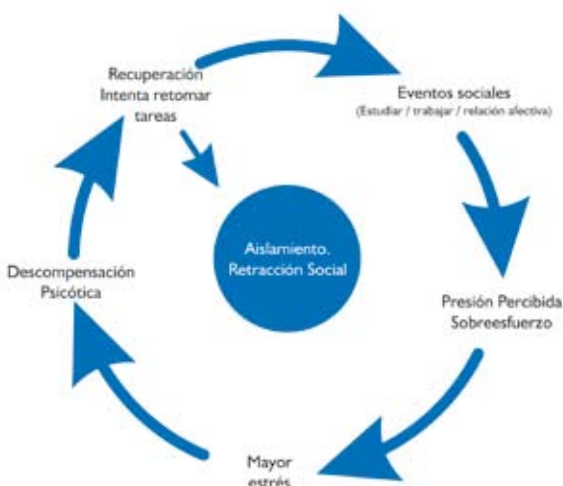 Recuperación
Intenta retomar
tareas
Eventos sociales
(Estudiar / trabajar / relación afectiva)
Aislamiento.
Retracción Social
Descompensación
Psicótica
Presión Percibida
Sobreesfuerzo
Mayor
estrés